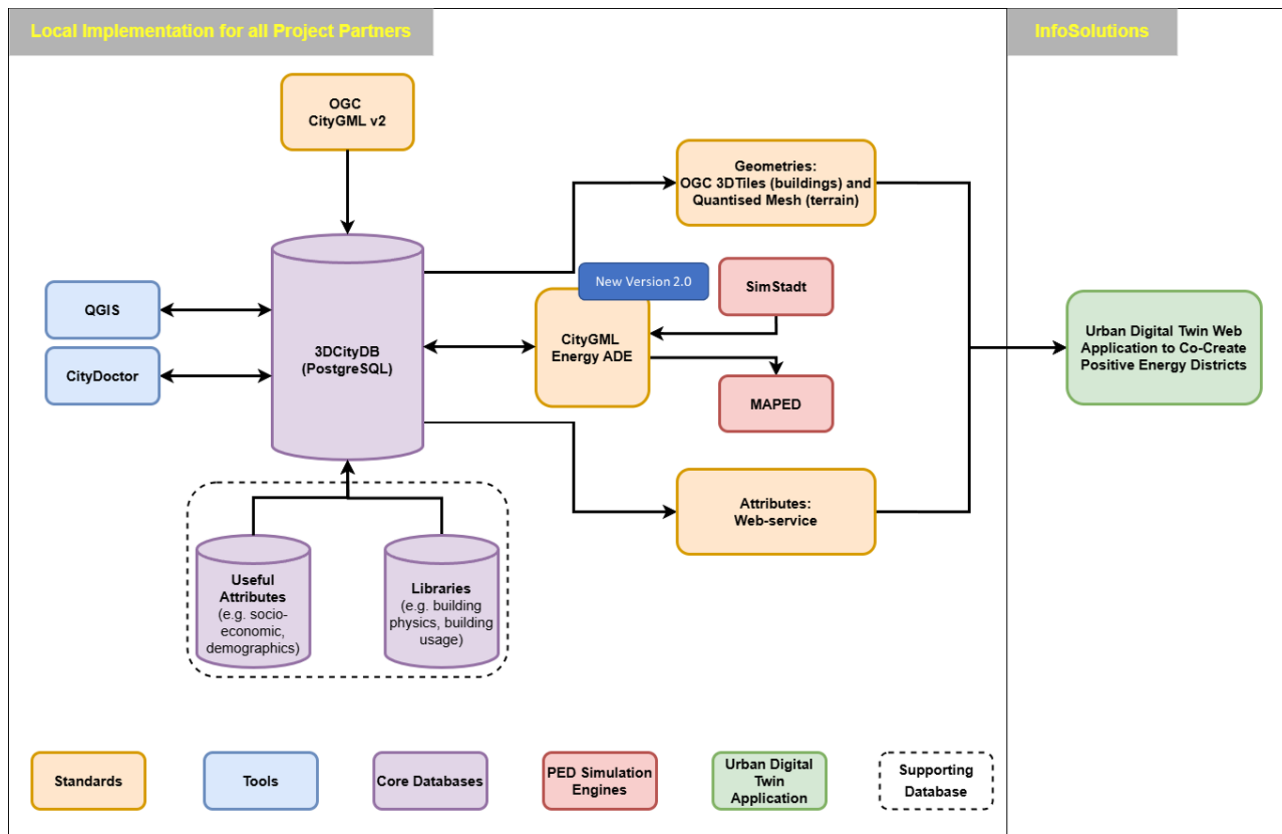 Local Implementation for all Project Partners
InfoSolutions
OGC
CityGML v2
Geometries:
OGC 3DTiles (buildings) and
Quantised Mesh (terrain)
New Version 2.0
SimStadt
QGIS
CityDoctor
3DCityDB
(PostgreSQL)
CityGML
Energy ADE
MAPED
Urban Digital Twin Web
Application to Co-Create
Positive Energy Districts
Attributes:
Web-service
Useful
Attributes
(e.g. socio-
economic,
demographics)
Libraries
(e.g. building
physics, building
usage)
Standards
Tools
Core Databases
PED Simulation
Engines
Urban Digital
Twin
Application
Supporting
Database